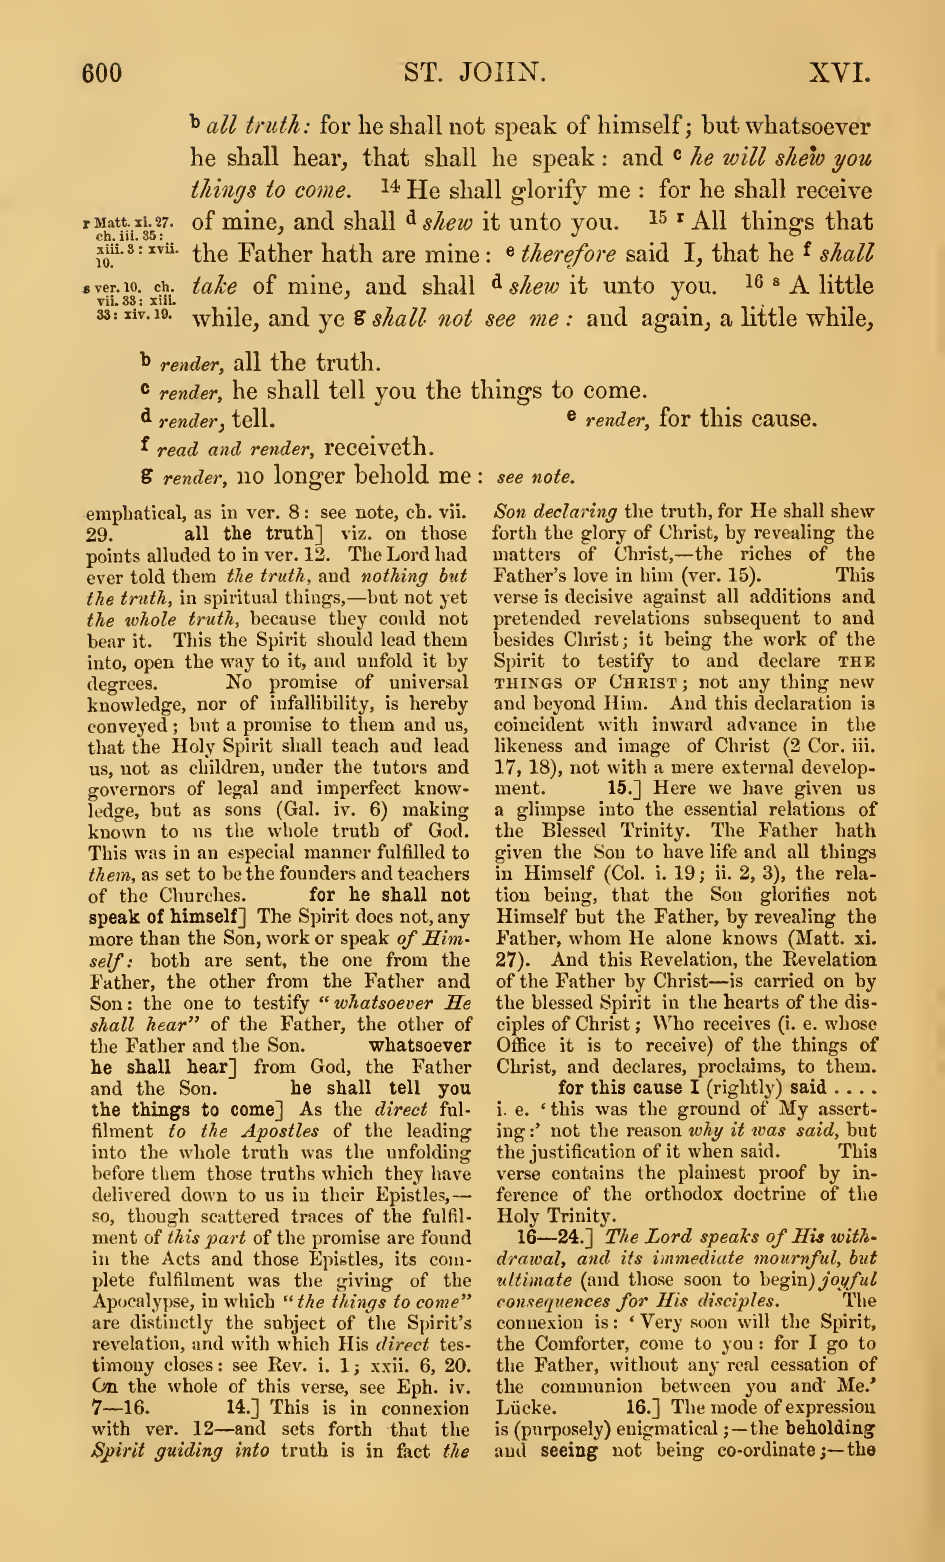 600 ST. JOHN. XVI.
b all truth: for he shall not speak of himself; but whatsoever
he shall hear, that shall he speak: and c he will shew you
things to come. 14 He shall glorify me: for he shall receive
r Matt. xi. 27.
ch. iii. 35:
xiii. 3: xvii.
10.
of mine, and shall d shew it unto you. 15 r All things that
the Father hath are mine: e therefore said I, that he f shall
s ver. 10. ch.
vii. 33: xiii.
33: xiv. 19.
take of mine, and shall d shew it unto you. 16 s A little
while, and ye g shall not see me: and again, a little while,
b render, all the truth.
c render, he shall tell you the things to come.
d render, tell. e render, for this cause.
f read and render, receiveth.
g render, no longer behold me: see note.
emphatical, as in ver. 8: see note, ch. vii.
29. all the truth] viz. on those
points alluded to in ver. 12. The Lord had
ever told them the truth, and nothing but
the truth, in spiritual things,—but not yet
the whole truth, because they could not
bear it. This the Spirit should lead them
into, open the way to it, and unfold it by
degrees. No promise of universal
knowledge, nor of infallibility, is hereby
conveyed; but a promise to them and us,
that the Holy Spirit shall teach and lead
us, not as children, under the tutors and
governors of legal and imperfect know-
ledge, but as sons (Gal. iv. 6) making
known to us the whole truth of God.
This was in an especial manner fulfilled to
them, as set to be the founders and teachers
of the Churches. for he shall not
speak of himself] The Spirit does not, any
more than the Son, work or speak of Him-
self: both are sent, the one from the
Father, the other from the Father and
Son: the one to testify "whatsoever He
shall hear" of the Father, the other of
the Father and the Son. whatsoever
he shall hear] from God, the Father
and the Son. he shall tell you
the things to come] As the direct ful-
filment to the Apostles of the leading
into the whole truth was the unfolding
before them those truths which they have
delivered down to us in their Epistles,—
so, though scattered traces of the fulfil-
ment of this part of the promise are found
in the Acts and those Epistles, its com-
plete fulfilment was the giving of the
Apocalypse, in which "the things to come"
are distinctly the subject of the Spirit's
revelation, and with which His direct tes-
timony closes: see Rev. i. 1; xxii. 6, 20.
On the whole of this verse, see Eph. iv.
7—16. 14.] This is in connexion
with ver. 12—and sets forth that the
Spirit guiding into truth is in fact the
Son declaring the truth, for He shall shew
forth the glory of Christ, by revealing the
matters of Christ,—the riches of the
Father's love in him (ver. 15). This
verse is decisive against all additions and
pretended revelations subsequent to and
besides Christ; it being the work of the
Spirit to testify to and declare THE
THINGS OF CHRIST; not any thing new
and beyond Him. And this declaration is
coincident with inward advance in the
likeness and image of Christ (2 Cor. iii.
17, 18), not with a mere external develop-
ment. 15.] Here we have given us
a glimpse into the essential relations of
the Blessed Trinity. The Father hath
given the Son to have life and all things
in Himself (Col. i. 19; ii. 2, 3), the rela-
tion being, that the Son glorifies not
Himself but the Father, by revealing the
Father, whom He alone knows (Matt. xi.
27). And this Revelation, the Revelation
of the Father by Christ—is carried on by
the blessed Spirit in the hearts of the dis-
ciples of Christ; Who receives (i. e. whose
Office it is to receive) of the things of
Christ, and declares, proclaims, to them.
for this cause I (rightly) said . . . .
i. e. 'this was the ground of My assert-
ing:' not the reason why it was said, but
the justification of it when said. This
verse contains the plainest proof by in-
ference of the orthodox doctrine of the
Holy Trinity.
16—24.] The Lord speaks of His with-
drawal, and its immediate mournful, but
ultimate (and those soon to begin) joyful
consequences for His disciples. The
connexion is: 'Very soon will the Spirit,
the Comforter, come to you: for I go to
the Father, without any real cessation of
the communion between you and Me.'
Lücke. 16.] The mode of expression
is (purposely) enigmatical;—the beholding
and seeing not being co-ordinate;—the